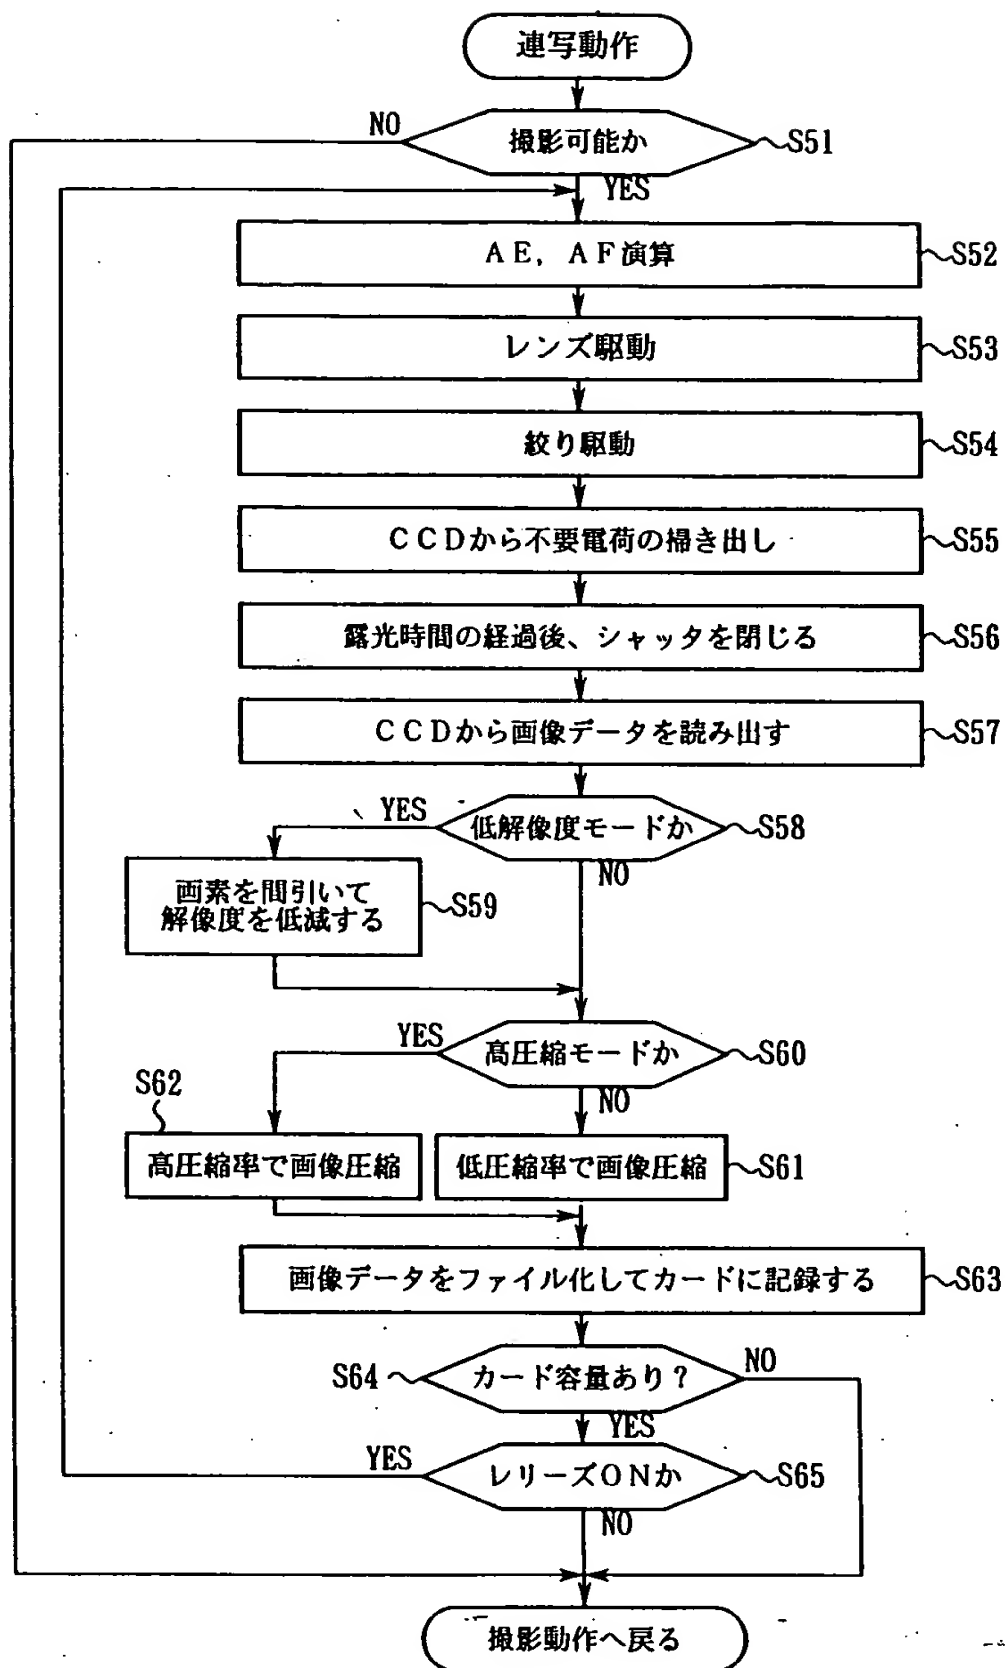 連写動作
NO
撮影可能か
S51
YES
AE, AF演算
S52
レンズ駆動
S53
絞り駆動
S54
CCDから不要電荷の掃き出し
S55
露光時間の経過後、シャッタを閉じる
S56
CCDから画像データを読み出す
S57
YES
低解像度モードか
S58
NO
画素を間引いて
解像度を低減する
S59
YES
高圧縮モードか
S60
NO
S62
高圧縮率で画像圧縮
低圧縮率で画像圧縮
S61
画像データをファイル化してカードに記録する
S63
S64
カード容量あり?
NO
YES
YES
レリーズONか
S65
NO
撮影動作へ戻る